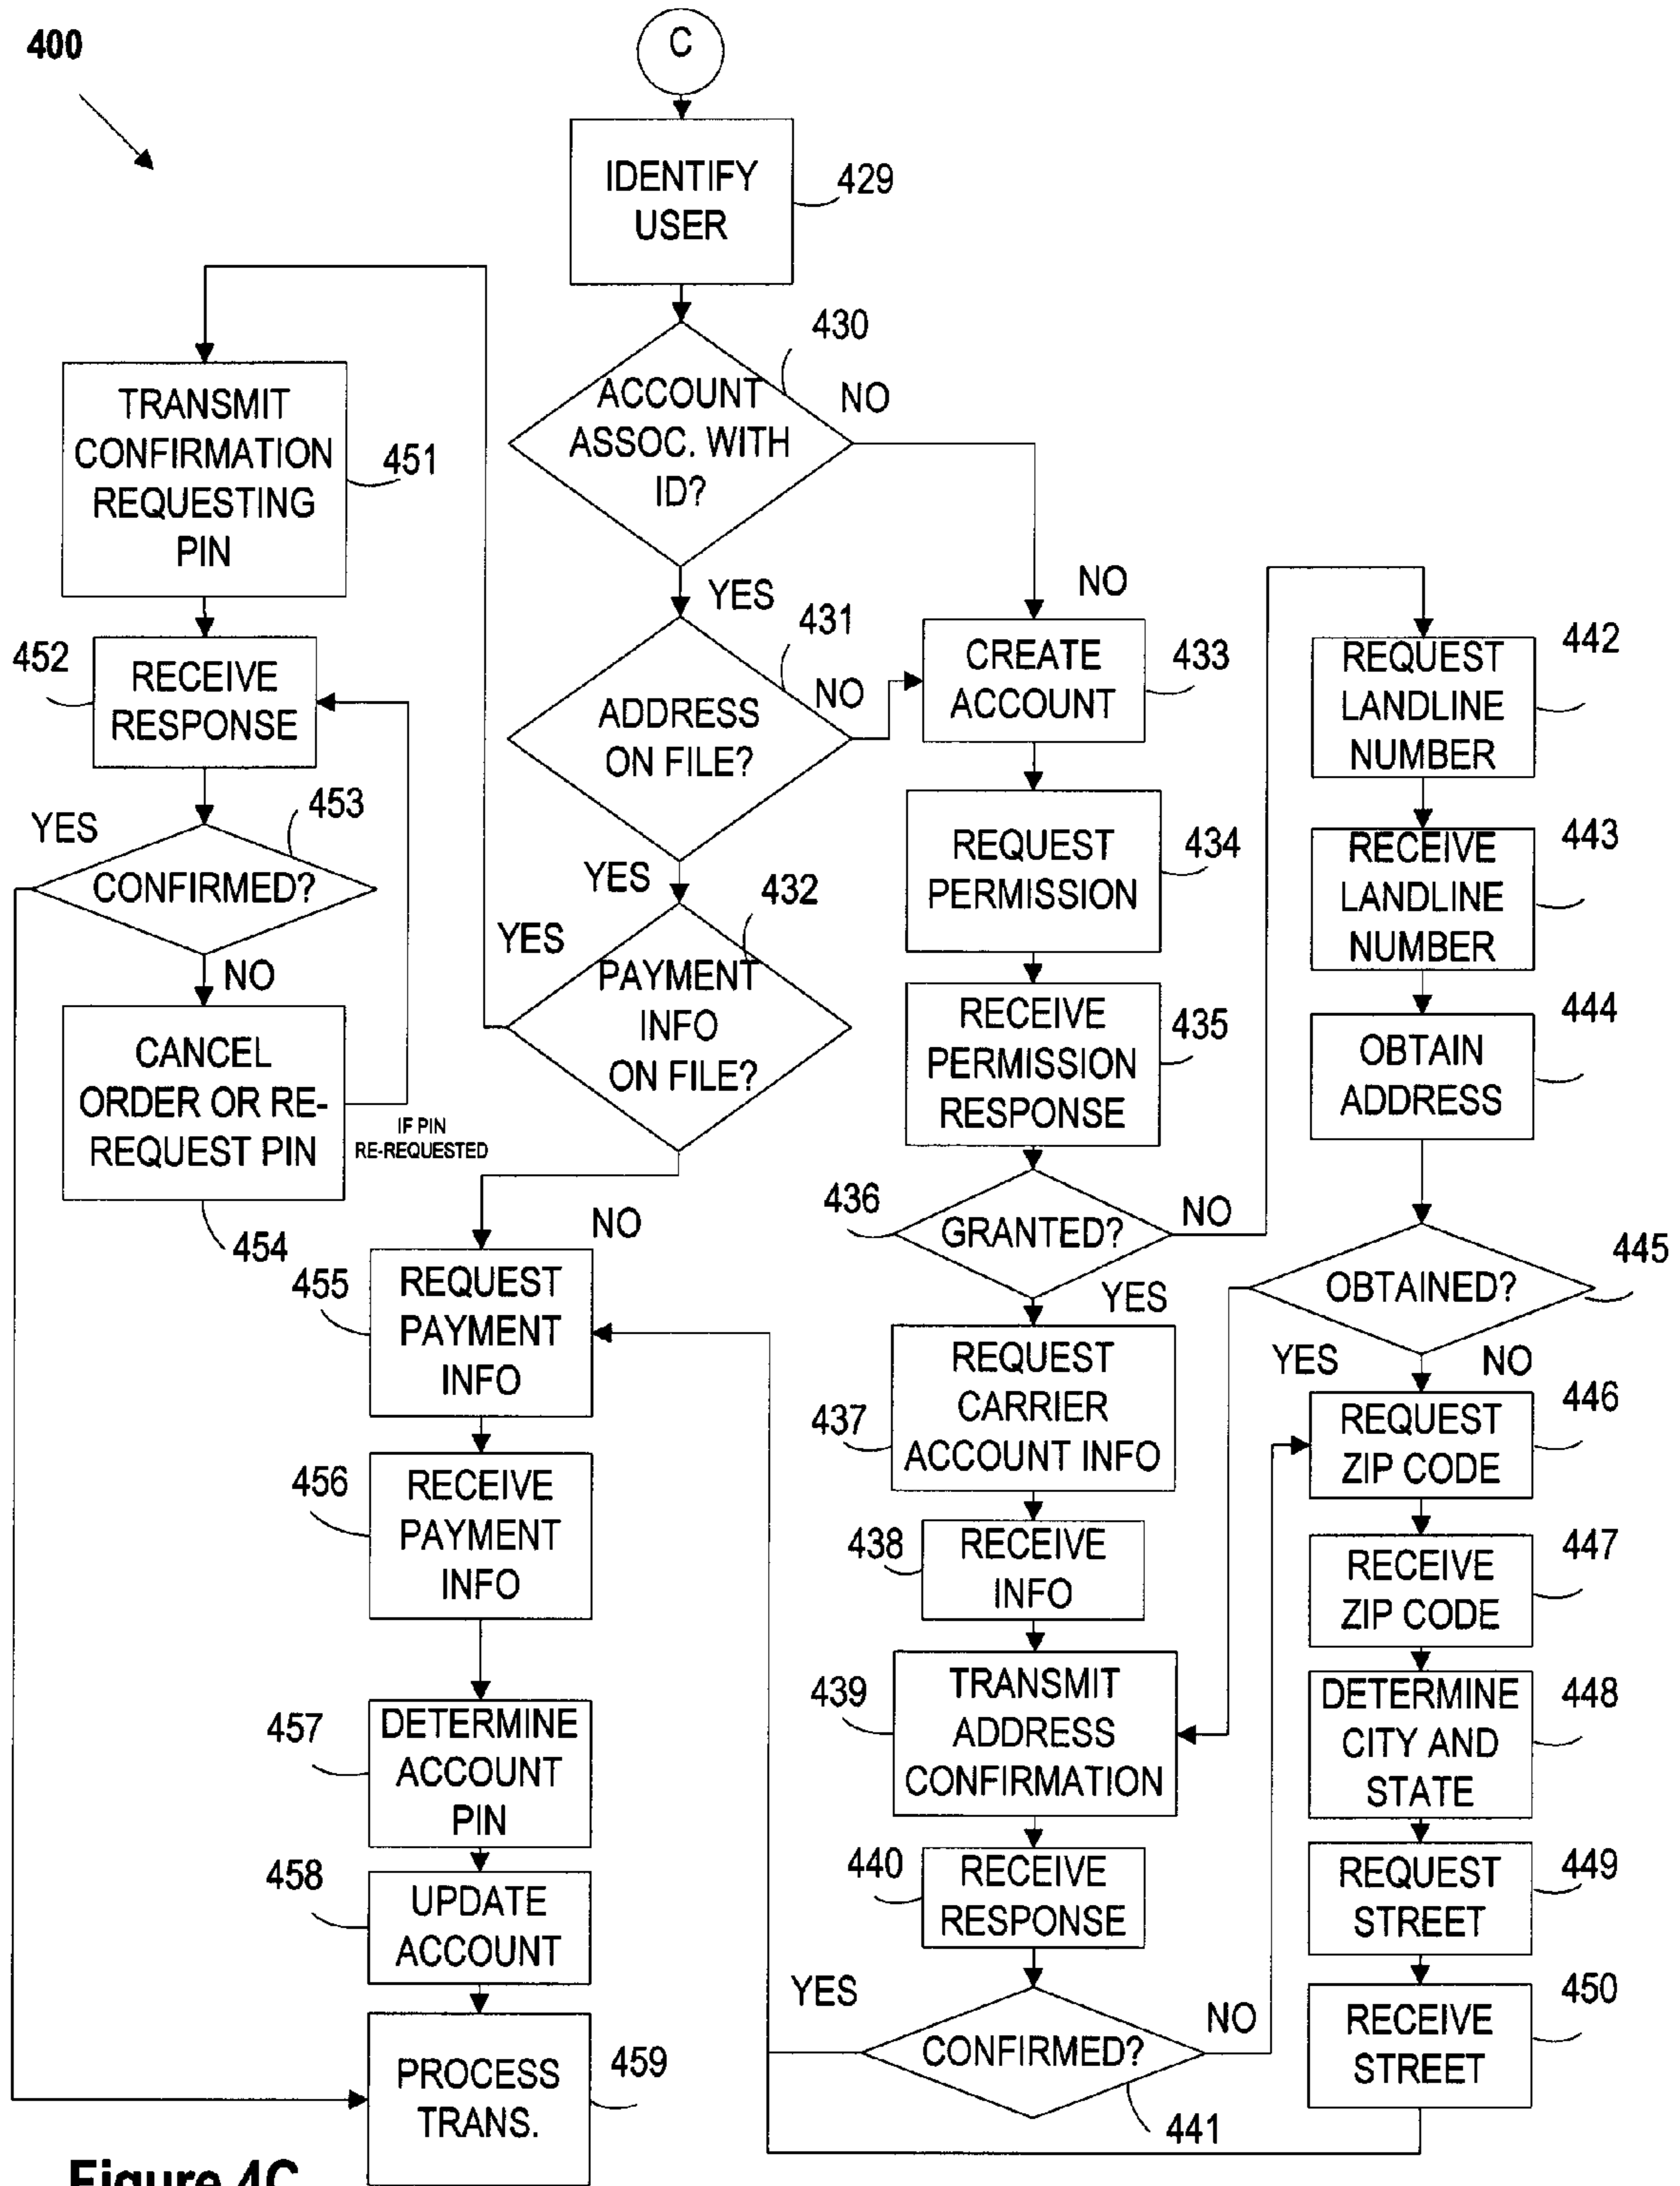 400
C
IDENTIFY
USER
429
430
ACCOUNT
ASSOC. WITH
ID?
NO
YES
TRANSMIT
CONFIRMATION
REQUESTING
PIN
451
452
RECEIVE
RESPONSE
453
YES
CONFIRMED?
NO
CANCEL
ORDER OR RE-
REQUEST PIN
IF PIN
RE-REQUESTED
454
431
ADDRESS
ON FILE?
NO
YES
432
YES
PAYMENT
INFO
ON FILE?
NO
455
REQUEST
PAYMENT
INFO
456
RECEIVE
PAYMENT
INFO
457
DETERMINE
ACCOUNT
PIN
458
UPDATE
ACCOUNT
PROCESS
TRANS.
459
NO
CREATE
ACCOUNT
433
REQUEST
PERMISSION
434
RECEIVE
PERMISSION
RESPONSE
435
436
GRANTED?
NO
YES
REQUEST
CARRIER
ACCOUNT INFO
437
438
RECEIVE
INFO
439
TRANSMIT
ADDRESS
CONFIRMATION
440
RECEIVE
RESPONSE
YES
CONFIRMED?
NO
441
REQUEST
LANDLINE
NUMBER
442
RECEIVE
LANDLINE
NUMBER
443
OBTAIN
ADDRESS
444
OBTAINED?
445
YES
NO
REQUEST
ZIP CODE
446
RECEIVE
ZIP CODE
447
DETERMINE
CITY AND
STATE
448
REQUEST
STREET
449
RECEIVE
STREET
450
Figure 4C